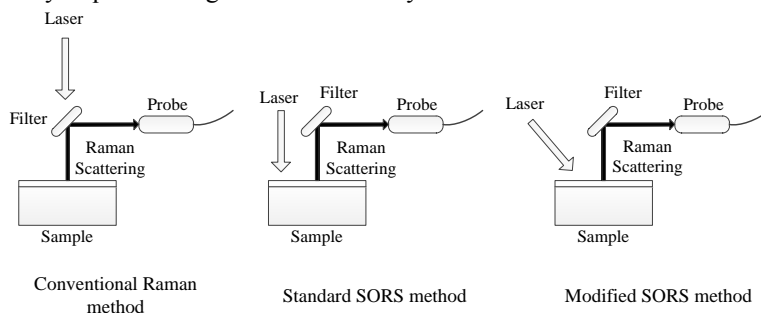 Laser
Filter
Probe
Raman
Scattering
Sample
Conventional Raman
method
Laser
Filter
Probe
Raman
Scattering
Sample
Standard SORS method
Laser
Filter
Probe
Raman
Scattering
Sample
Modified SORS method